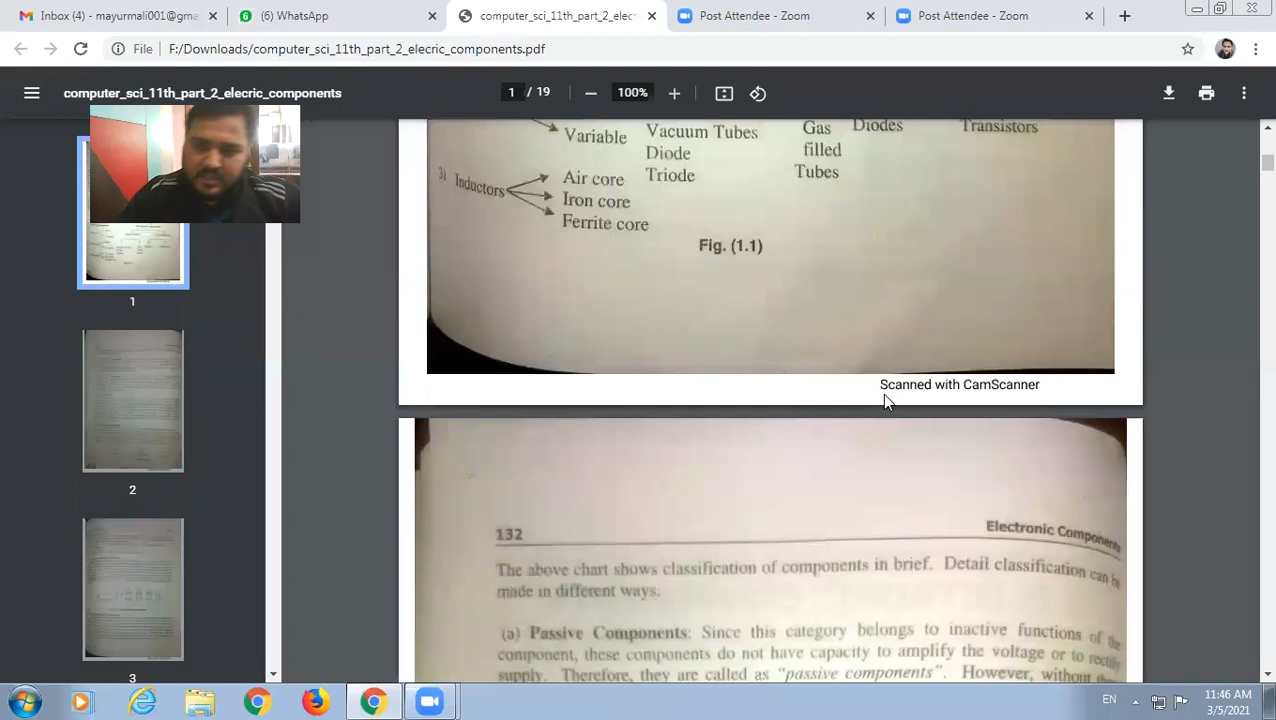 Inbox (4) - mayurmali001@gma
(6) WhatsApp
computer_sci_11th_part_2_elec
Post Attendee - Zoom
Post Attendee - Zoom
File
F:/Downloads/computer_sci_11th_part_2_elecric_components.pdf
computer_sci_11th_part_2_elecric_components
1 / 19
100%
Variable
Vacuum Tubes
Diode
Triode
Gas
filled
Tubes
Diodes
Transistors
3) Inductors
Air core
Iron core
Ferrite core
Fig. (1.1)
Scanned with CamScanner
132
Electronic Components
The above chart shows classification of components in brief. Detail classification can be
made in different ways.
(a) Passive Components: Since this category belongs to inactive functions of the
component, these components do not have capacity to amplify the voltage or to rectify
supply. Therefore, they are called as "passive components". However, without
1
2
3
EN
11:46 AM
3/5/2021